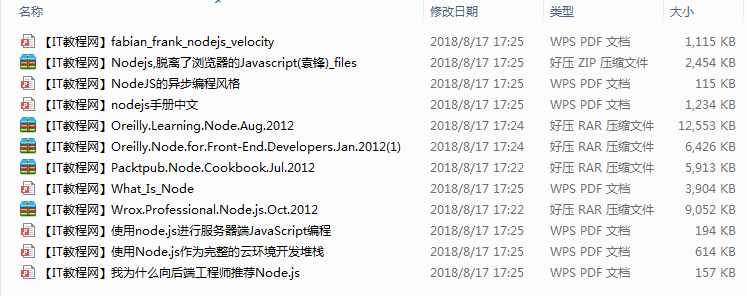 名称 修改日期 类型 大小
【IT教程网】fabian_frank_nodejs_velocity 2018/8/17 17:25 WPS PDF 文档 1,115 KB
【IT教程网】Nodejs,脱离了浏览器的Javascript(袁锋)_files 2018/8/17 17:25 好压 ZIP 压缩文件 2,454 KB
【IT教程网】NodeJS的异步编程风格 2018/8/17 17:25 WPS PDF 文档 115 KB
【IT教程网】nodejs手册中文 2018/8/17 17:25 WPS PDF 文档 1,234 KB
【IT教程网】Oreilly.Learning.Node.Aug.2012 2018/8/17 17:24 好压 RAR 压缩文件 12,553 KB
【IT教程网】Oreilly.Node.for.Front-End.Developers.Jan.2012(1) 2018/8/17 17:24 好压 RAR 压缩文件 6,426 KB
【IT教程网】Packtpub.Node.Cookbook.Jul.2012 2018/8/17 17:22 好压 RAR 压缩文件 5,913 KB
【IT教程网】What_Is_Node 2018/8/17 17:25 WPS PDF 文档 3,904 KB
【IT教程网】Wrox.Professional.Node.js.Oct.2012 2018/8/17 17:22 好压 RAR 压缩文件 9,052 KB
【IT教程网】使用node.js进行服务器端JavaScript编程 2018/8/17 17:25 WPS PDF 文档 194 KB
【IT教程网】使用Node.js作为完整的云环境开发堆栈 2018/8/17 17:25 WPS PDF 文档 614 KB
【IT教程网】我为什么向后端工程师推荐Node.js 2018/8/17 17:25 WPS PDF 文档 157 KB